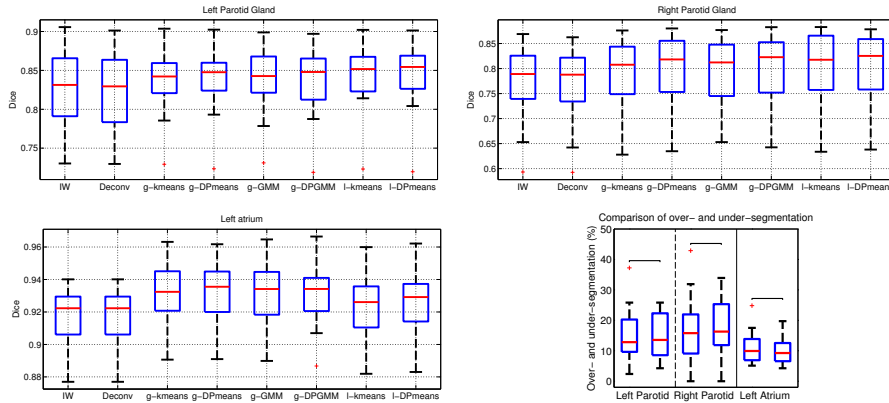 Left Parotid Gland
Dice
0.9
0.85
0.8
0.75
IW Deconv g-kmeans g-DPmeans g-GMM g-DPGMM l-kmeans l-DPmeans
Right Parotid Gland
Dice
0.85
0.8
0.75
0.7
0.65
0.6
IW Deconv g-kmeans g-DPmeans g-GMM g-DPGMM l-kmeans l-DPmeans
Left atrium
Dice
0.96
0.94
0.92
0.9
0.88
IW Deconv g-kmeans g-DPmeans g-GMM g-DPGMM l-kmeans l-DPmeans
Comparison of over- and under-segmentation
Over- and under-segmentation (%)
50
40
30
20
10
0
Left Parotid Right Parotid Left Atrium